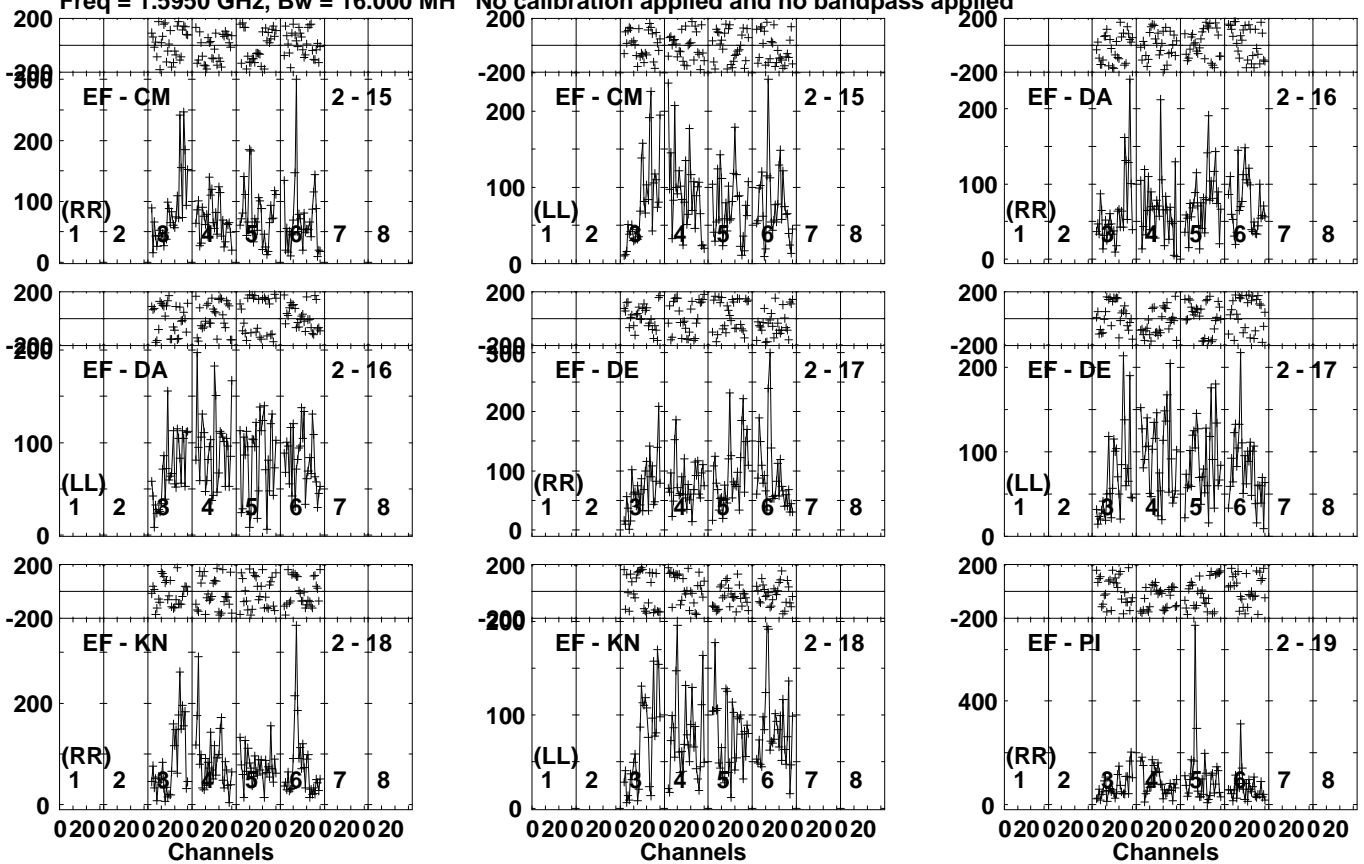 Freq = 1.5950 GHz, Bw = 16.000 MH No calibration applied and no bandpass applied
200 200 200
-200 -200 -200
300
EF - CM 2 - 15 EF - CM 2 - 15 EF - DA 2 - 16
200 200 200
100 100 100
(RR) (LL) (RR)
1 2 3 4 5 6 7 8 1 2 3 4 5 6 7 8 1 2 3 4 5 6 7 8
0 0 0
200 200 200
-200 -200 -200
200 300
EF - DA 2 - 16 EF - DE 2 - 17 EF - DE 2 - 17
200 200
100 100 100
(LL) (RR) (LL)
1 2 3 4 5 6 7 8 1 2 3 4 5 6 7 8 1 2 3 4 5 6 7 8
0 0 0
200 200 200
-200 -200 -200
200
EF - KN 2 - 18 EF - KN 2 - 18 EF - PI 2 - 19
200 100 400
(RR) (LL) (RR)
1 2 3 4 5 6 7 8 1 2 3 4 5 6 7 8 1 2 3 4 5 6 7 8
0 0 0
0 20 0 20 0 20 0 20 0 20 0 20 0 20 0 20 0 20 0 20 0 20 0 20 0 20 0 20 0 20 0 20 0 20 0 20 0 20 0 20 0 20 0 20 0 20 0 20
Channels Channels Channels